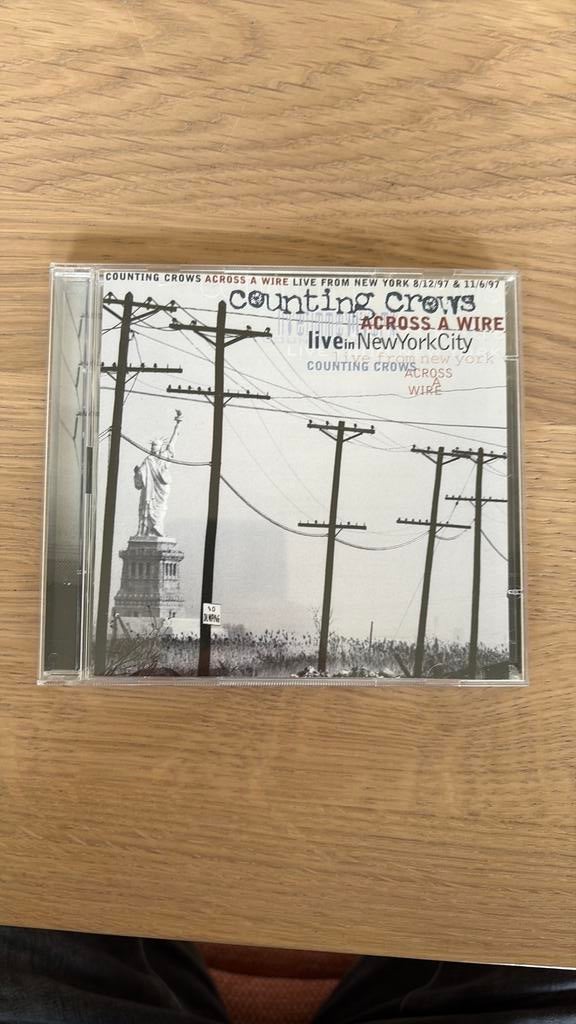 COUNTING CROWS ACROSS A WIRE LIVE FROM NEW YORK 8/12/97 & 11/6/97
counting crows
ACROSS A WIRE
live in NewYorkCity
LIVE live from new york
COUNTING CROWS
ACROSS
A
WIRE
NO
DUMPING